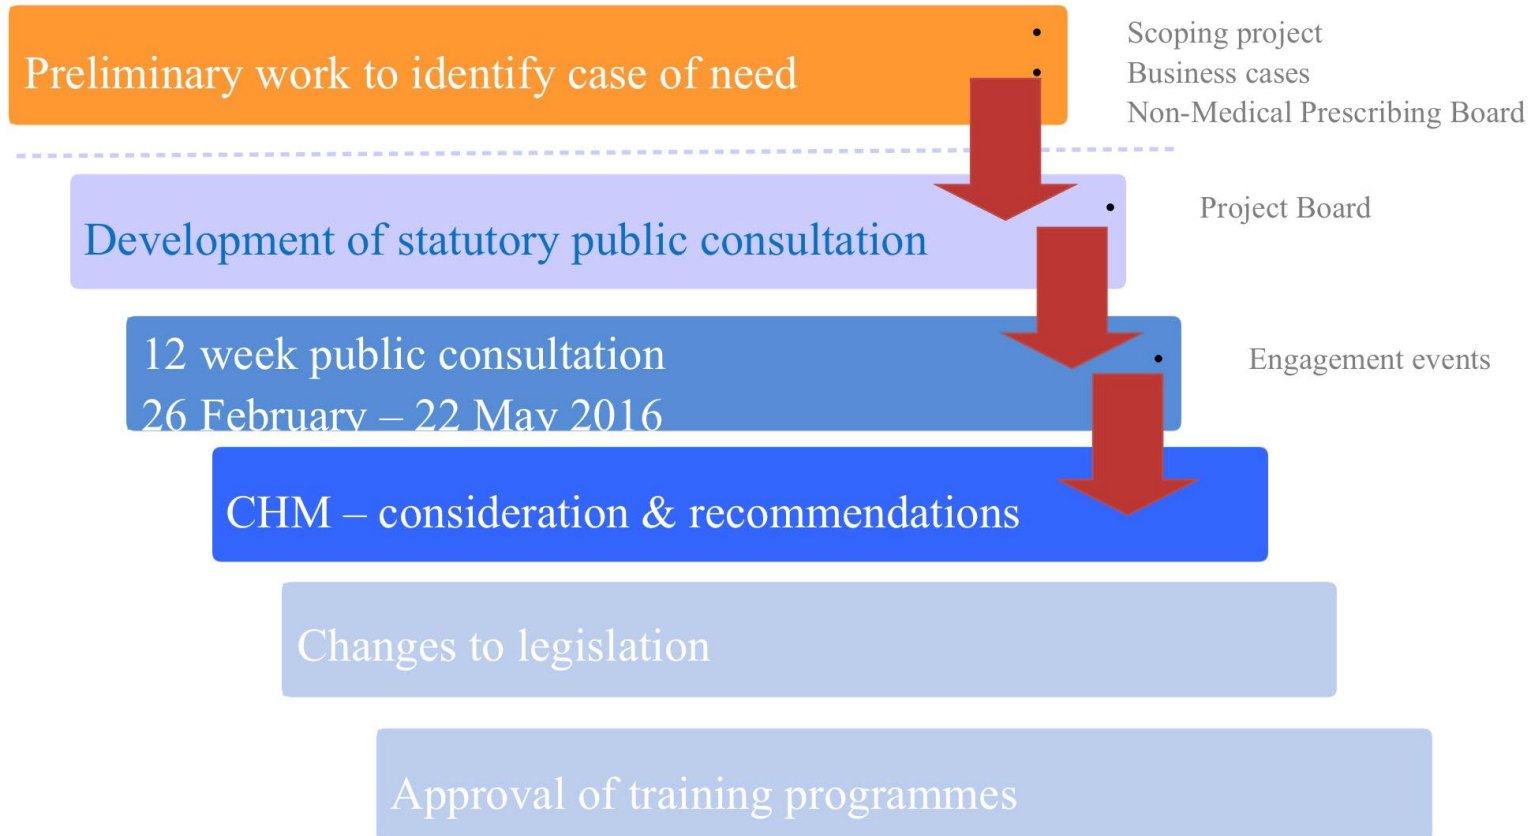 Preliminary work to identify case of need
• Scoping project
• Business cases
Non-Medical Prescribing Board
Development of statutory public consultation
• Project Board
12 week public consultation
26 February – 22 May 2016
• Engagement events
CHM – consideration & recommendations
Changes to legislation
Approval of training programmes